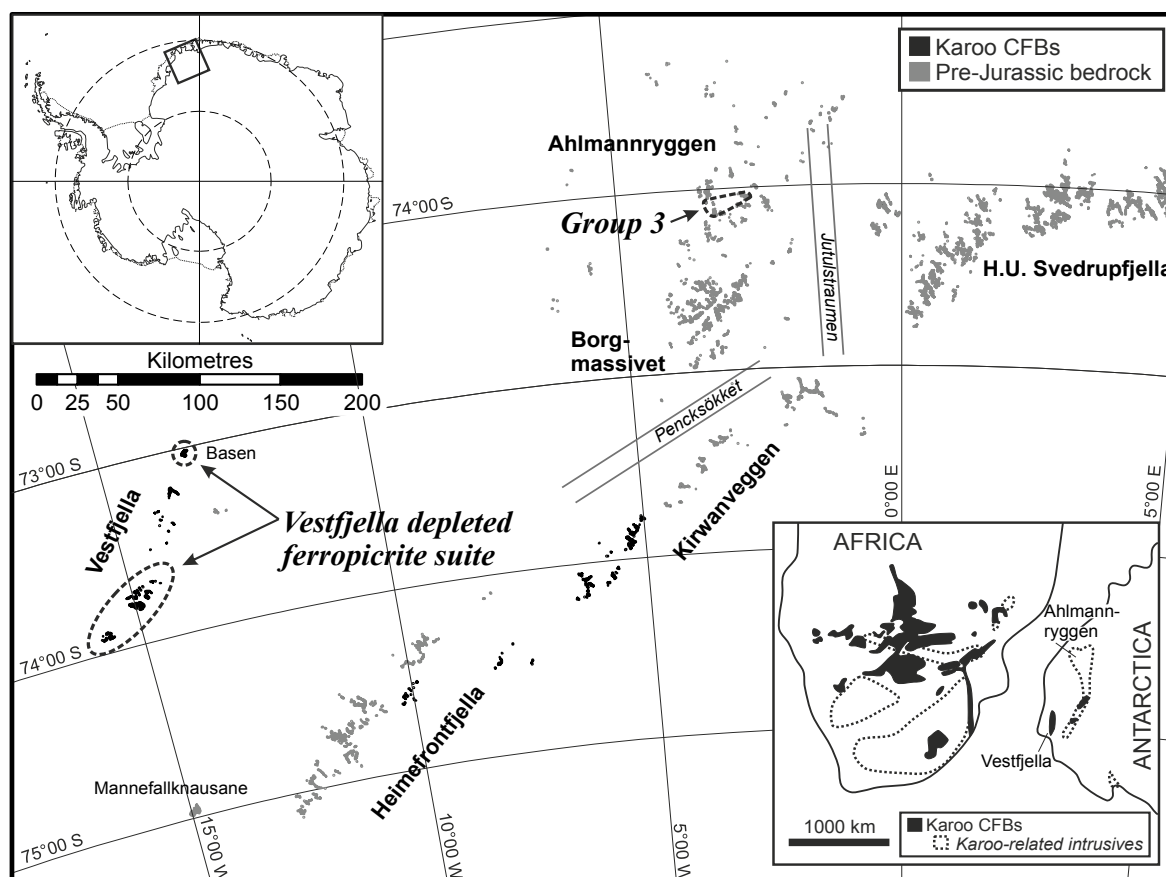 Karoo CFBs
Pre-Jurassic bedrock
Ahlmannryggen
74°00 S
Group 3
Jutulstraumen
H.U. Svedrupfjella
Kilometres
0 25 50 100 150 200
Borg-
massivet
Pencksökket
73°00 S
Basen
Vestfjella
Vestfjella depleted
ferropicrite suite
Kirwanveggen
0°00 E
5°00 E
74°00 S
Heimefrontfjella
Mannefallknausane
75°00 S
15°00 W
10°00 W
5°00 W
AFRICA
Ahlmann-
ryggen
ANTARCTICA
Vestfjella
1000 km
Karoo CFBs
Karoo-related intrusives